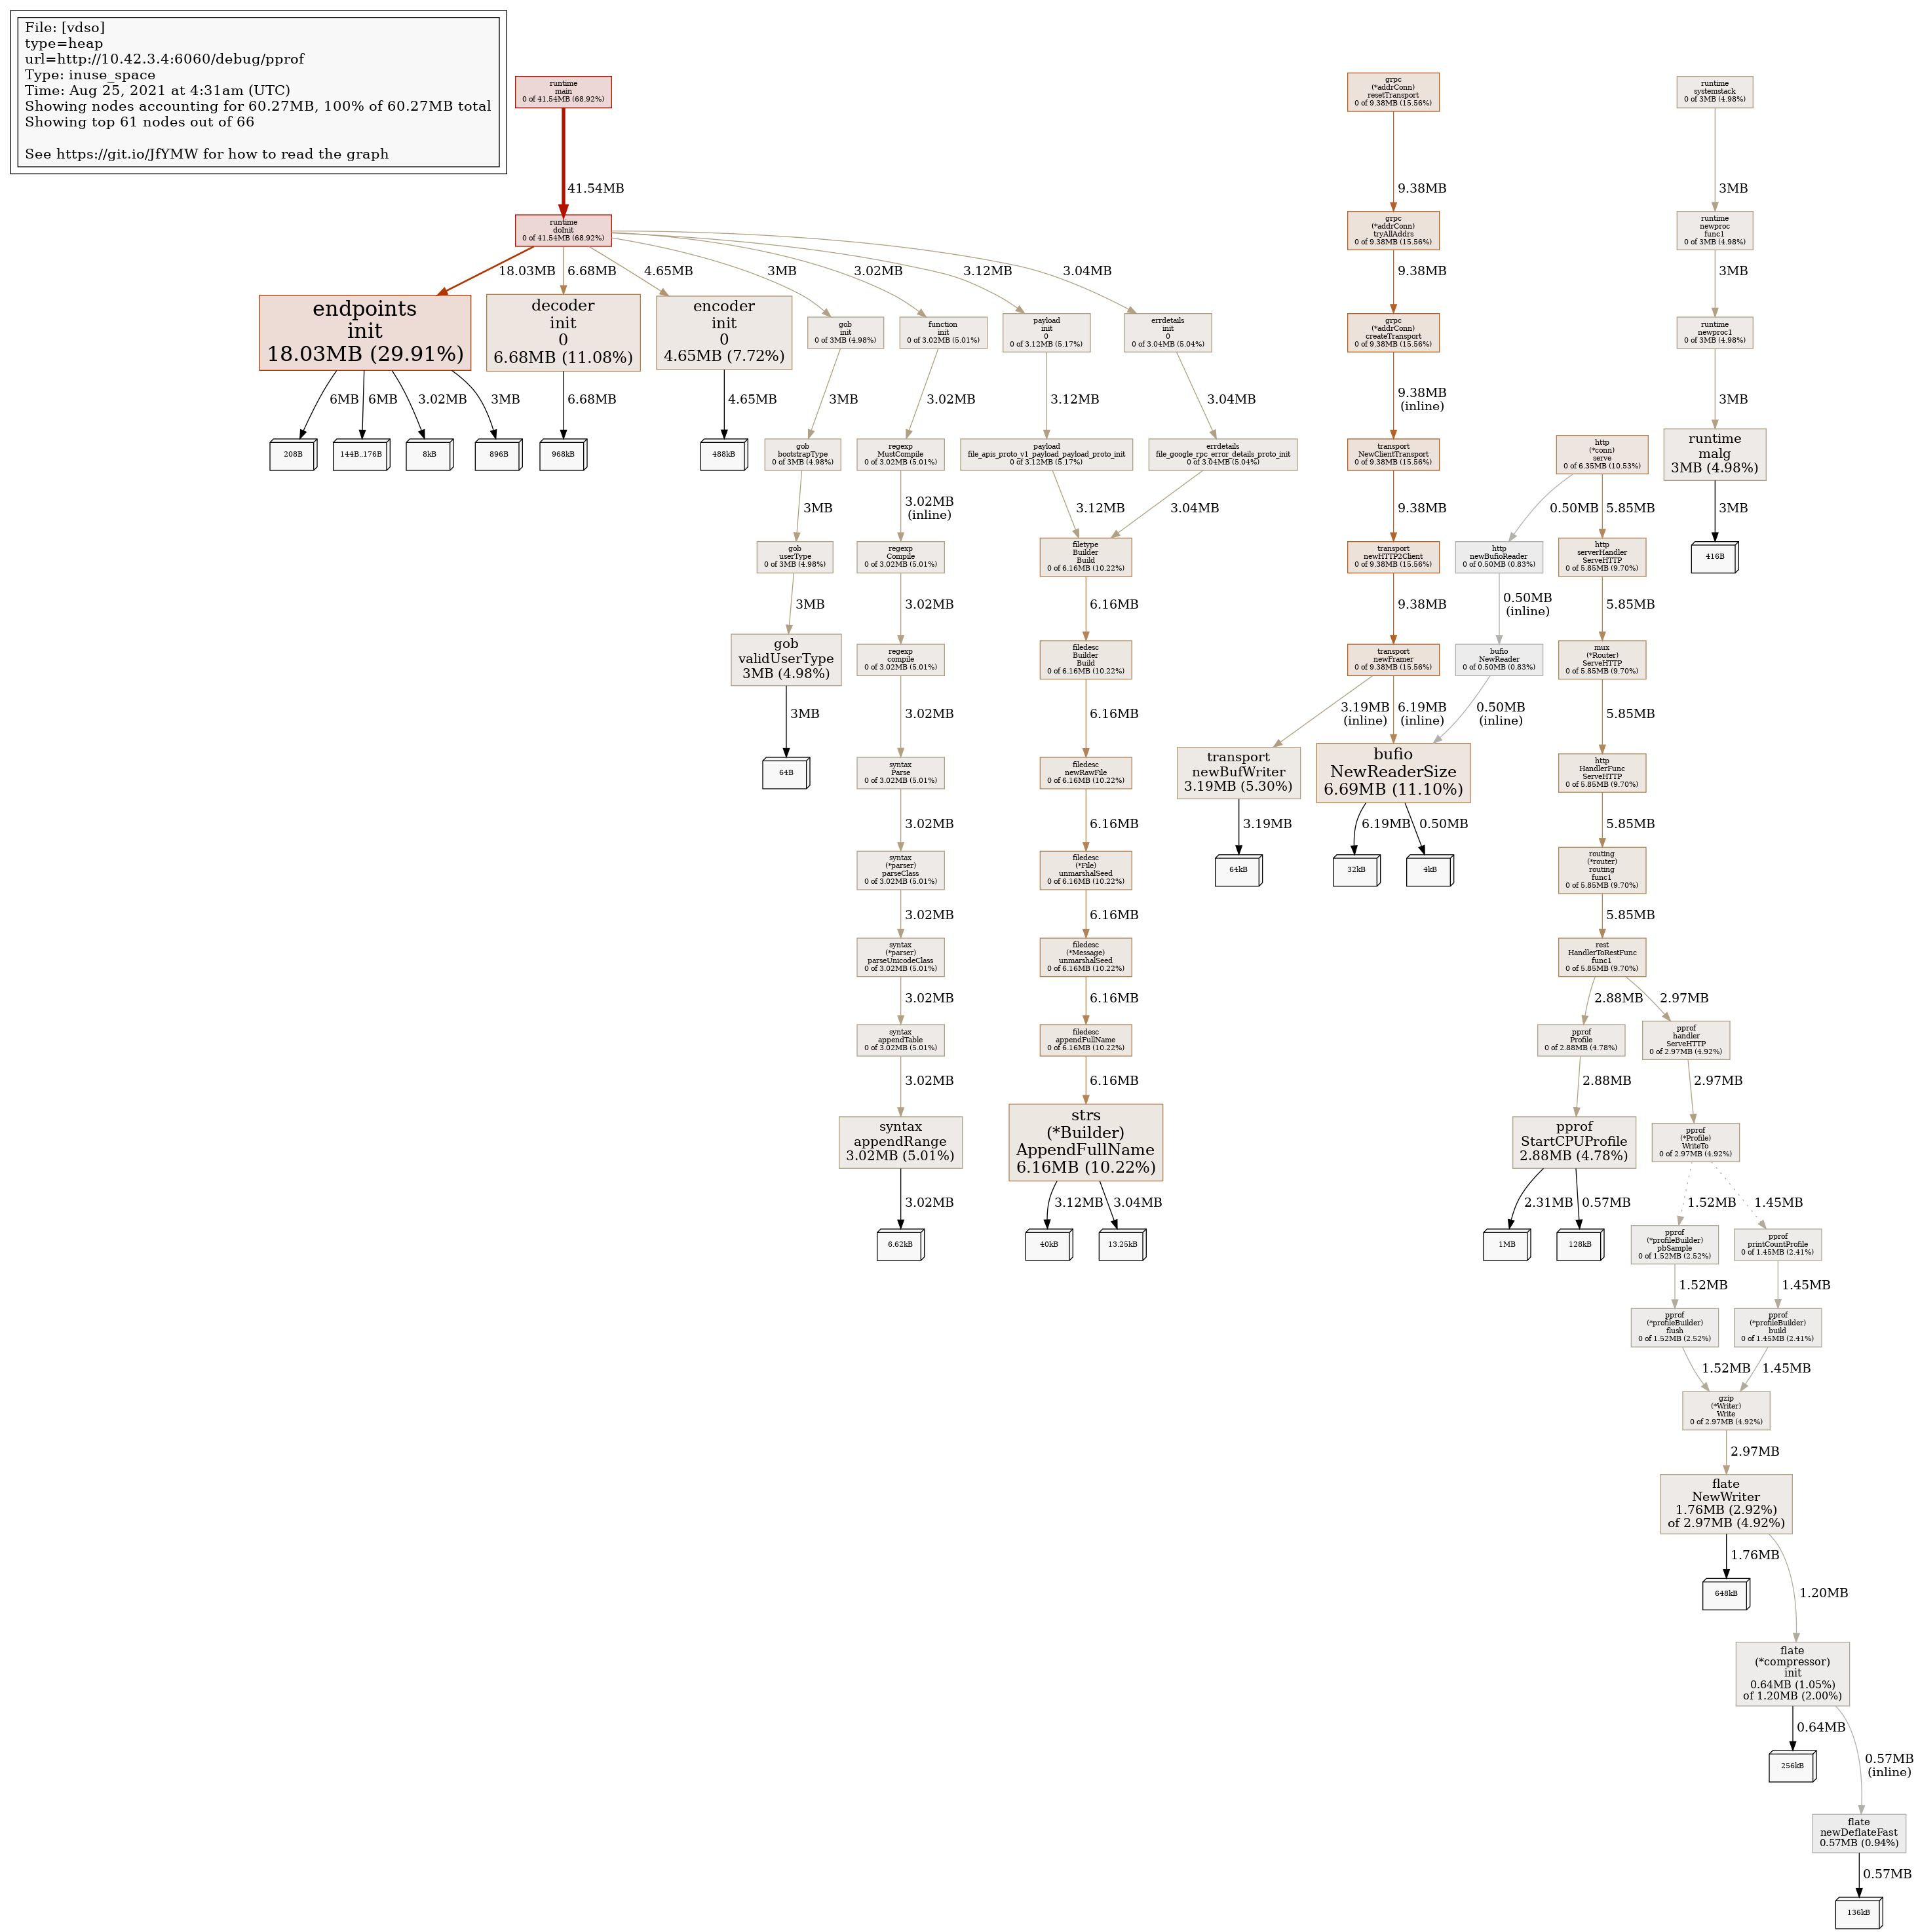 File: [vdso]
type=heap
url=http://10.42.3.4:6060/debug/pprof
Type: inuse_space
Time: Aug 25, 2021 at 4:31am (UTC)
Showing nodes accounting for 60.27MB, 100% of 60.27MB total
Showing top 61 nodes out of 66
See https://git.io/JfYMW for how to read the graph
runtime
main
0 of 41.54MB (68.92%)
41.54MB
runtime
doInit
0 of 41.54MB (68.92%)
18.03MB
6.68MB
4.65MB
3MB
3.02MB
3.12MB
3.04MB
endpoints
init
18.03MB (29.91%)
6MB
6MB
3.02MB
3MB
208B
144B..176B
8kB
896B
decoder
init
0
6.68MB (11.08%)
6.68MB
968kB
encoder
init
0
4.65MB (7.72%)
4.65MB
488kB
gob
init
0 of 3MB (4.98%)
3MB
gob
bootstrapType
0 of 3MB (4.98%)
3MB
gob
userType
0 of 3MB (4.98%)
3MB
gob
validUserType
3MB (4.98%)
3MB
64B
function
init
0 of 3.02MB (5.01%)
3.02MB
regexp
MustCompile
0 of 3.02MB (5.01%)
3.02MB
(inline)
regexp
Compile
0 of 3.02MB (5.01%)
3.02MB
regexp
compile
0 of 3.02MB (5.01%)
3.02MB
syntax
Parse
0 of 3.02MB (5.01%)
3.02MB
syntax
(*parser)
parseClass
0 of 3.02MB (5.01%)
3.02MB
syntax
(*parser)
parseUnicodeClass
0 of 3.02MB (5.01%)
3.02MB
syntax
appendTable
0 of 3.02MB (5.01%)
3.02MB
syntax
appendRange
3.02MB (5.01%)
3.02MB
6.62kB
payload
init
0
0 of 3.12MB (5.17%)
3.12MB
payload
file_apis_proto_v1_payload_payload_proto_init
0 of 3.12MB (5.17%)
3.12MB
errdetails
init
0
0 of 3.04MB (5.04%)
3.04MB
errdetails
file_google_rpc_error_details_proto_init
0 of 3.04MB (5.04%)
3.04MB
filetype
Builder
Build
0 of 6.16MB (10.22%)
6.16MB
filedesc
Builder
Build
0 of 6.16MB (10.22%)
6.16MB
filedesc
newRawFile
0 of 6.16MB (10.22%)
6.16MB
filedesc
(*File)
unmarshalSeed
0 of 6.16MB (10.22%)
6.16MB
filedesc
(*Message)
unmarshalSeed
0 of 6.16MB (10.22%)
6.16MB
filedesc
appendFullName
0 of 6.16MB (10.22%)
6.16MB
strs
(*Builder)
AppendFullName
6.16MB (10.22%)
3.12MB
3.04MB
40kB
13.25kB
grpc
(*addrConn)
resetTransport
0 of 9.38MB (15.56%)
9.38MB
grpc
(*addrConn)
tryAllAddrs
0 of 9.38MB (15.56%)
9.38MB
grpc
(*addrConn)
createTransport
0 of 9.38MB (15.56%)
9.38MB
(inline)
transport
NewClientTransport
0 of 9.38MB (15.56%)
9.38MB
transport
newHTTP2Client
0 of 9.38MB (15.56%)
9.38MB
transport
newFramer
0 of 9.38MB (15.56%)
3.19MB
(inline)
6.19MB
(inline)
transport
newBufWriter
3.19MB (5.30%)
3.19MB
64kB
bufio
NewReaderSize
6.69MB (11.10%)
6.19MB
0.50MB
32kB
4kB
http
(*conn)
serve
0 of 6.35MB (10.53%)
0.50MB
5.85MB
http
newBufioReader
0 of 0.50MB (0.83%)
0.50MB
(inline)
bufio
NewReader
0 of 0.50MB (0.83%)
0.50MB
(inline)
http
serverHandler
ServeHTTP
0 of 5.85MB (9.70%)
5.85MB
mux
(*Router)
ServeHTTP
0 of 5.85MB (9.70%)
5.85MB
http
HandlerFunc
ServeHTTP
0 of 5.85MB (9.70%)
5.85MB
routing
(*router)
routing
func1
0 of 5.85MB (9.70%)
5.85MB
rest
HandlerToRestFunc
func1
0 of 5.85MB (9.70%)
2.88MB
2.97MB
pprof
Profile
0 of 2.88MB (4.78%)
2.88MB
pprof
StartCPUProfile
2.88MB (4.78%)
2.31MB
0.57MB
1MB
128kB
pprof
handler
ServeHTTP
0 of 2.97MB (4.92%)
2.97MB
pprof
(*Profile)
WriteTo
0 of 2.97MB (4.92%)
1.52MB
1.45MB
pprof
(*profileBuilder)
pbSample
0 of 1.52MB (2.52%)
1.52MB
pprof
(*profileBuilder)
flush
0 of 1.52MB (2.52%)
1.52MB
pprof
printCountProfile
0 of 1.45MB (2.41%)
1.45MB
pprof
(*profileBuilder)
build
0 of 1.45MB (2.41%)
1.45MB
gzip
(*Writer)
Write
0 of 2.97MB (4.92%)
2.97MB
flate
NewWriter
1.76MB (2.92%)
of 2.97MB (4.92%)
1.76MB
648kB
1.20MB
flate
(*compressor)
init
0.64MB (1.05%)
of 1.20MB (2.00%)
0.64MB
256kB
0.57MB
(inline)
flate
newDeflateFast
0.57MB (0.94%)
0.57MB
136kB
runtime
systemstack
0 of 3MB (4.98%)
3MB
runtime
newproc
func1
0 of 3MB (4.98%)
3MB
runtime
newproc1
0 of 3MB (4.98%)
3MB
runtime
malg
3MB (4.98%)
3MB
416B